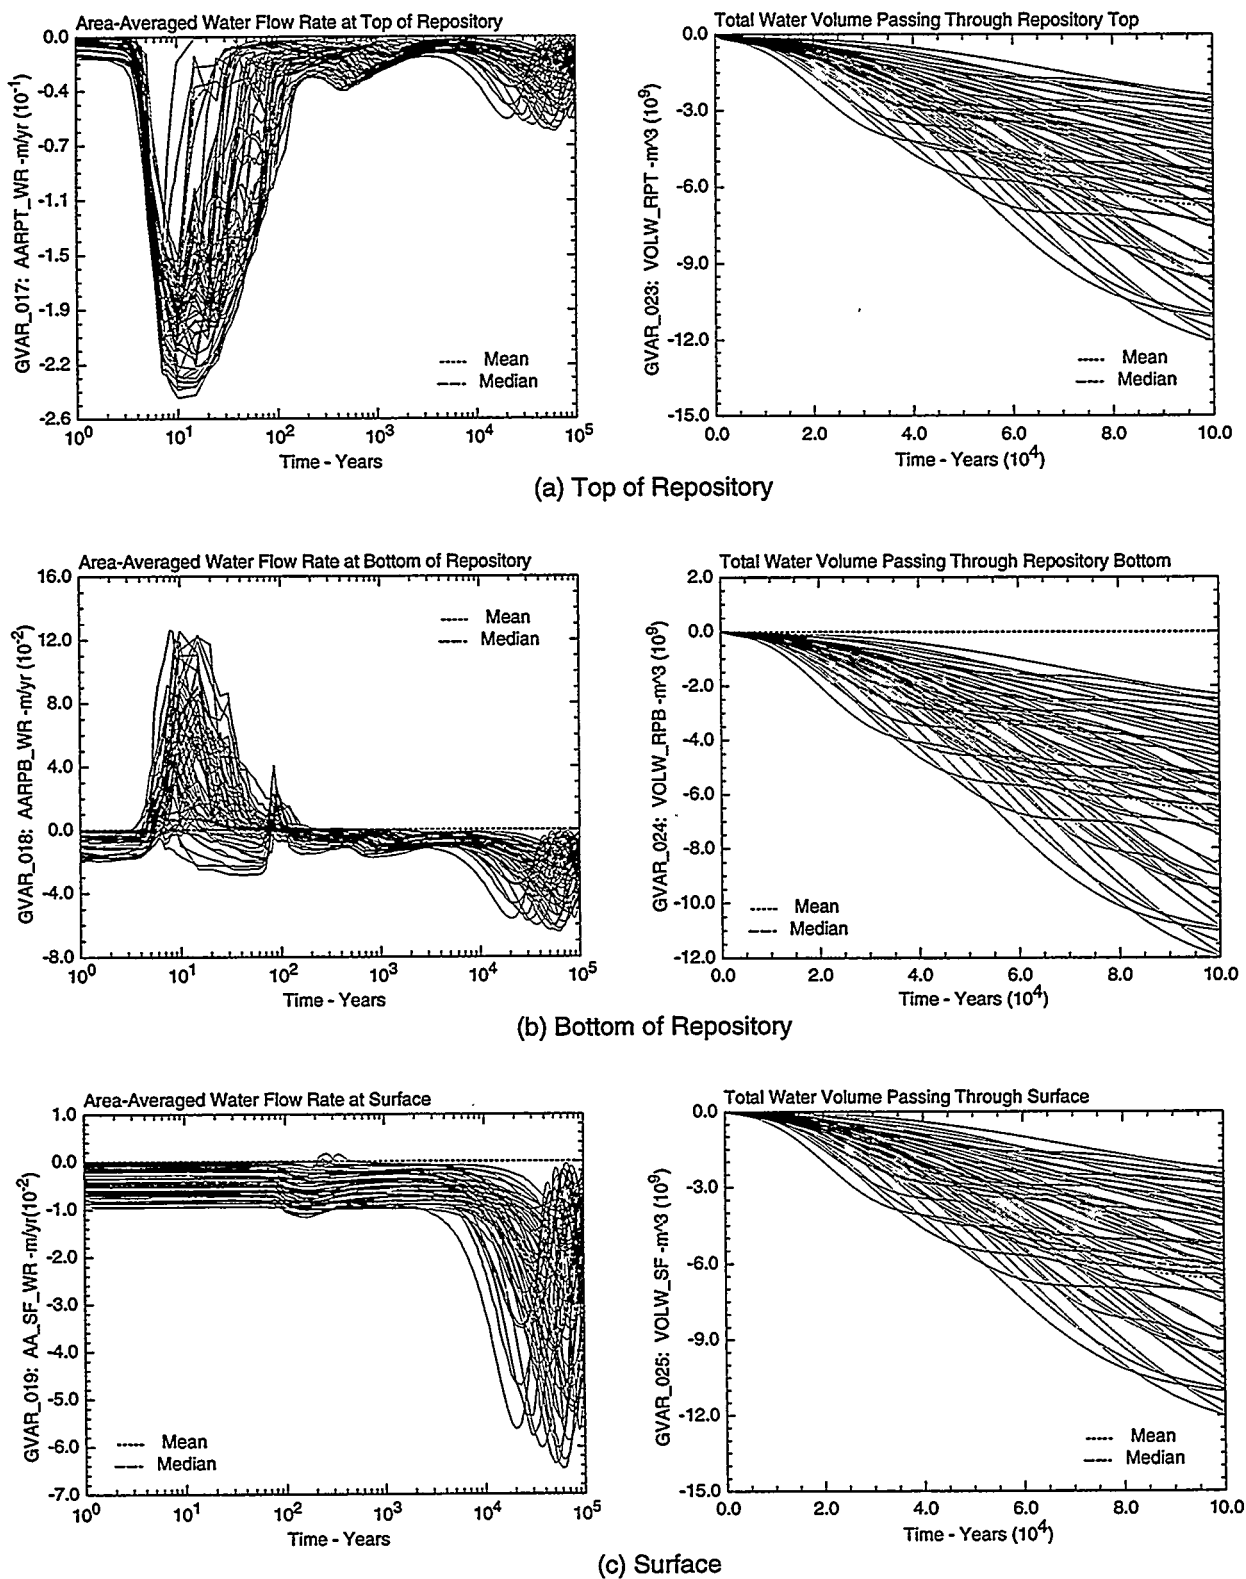 Area-Averaged Water Flow Rate at Top of Repository
GVAR_017: AARPT_WR -m/yr (10^-1)
0.0
-0.4
-0.7
-1.1
-1.5
-1.9
-2.2
-2.6
Mean
Median
10^0 10^1 10^2 10^3 10^4 10^5
Time - Years
Total Water Volume Passing Through Repository Top
GVAR_023: VOLW_RPT -m^3 (10^9)
0.0
-3.0
-6.0
-9.0
-12.0
-15.0
Mean
Median
0.0 2.0 4.0 6.0 8.0 10.0
Time - Years (10^4)
(a) Top of Repository
Area-Averaged Water Flow Rate at Bottom of Repository
GVAR_018: AARPB_WR -m/yr (10^-2)
16.0
12.0
8.0
4.0
0.0
-4.0
-8.0
Mean
Median
10^0 10^1 10^2 10^3 10^4 10^5
Time - Years
Total Water Volume Passing Through Repository Bottom
GVAR_024: VOLW_RPB -m^3 (10^9)
2.0
0.0
-2.0
-4.0
-6.0
-8.0
-10.0
-12.0
Mean
Median
0.0 2.0 4.0 6.0 8.0 10.0
Time - Years (10^4)
(b) Bottom of Repository
Area-Averaged Water Flow Rate at Surface
GVAR_019: AA_SF_WR -m/yr(10^-2)
1.0
0.0
-1.0
-2.0
-3.0
-4.0
-5.0
-6.0
-7.0
Mean
Median
10^0 10^1 10^2 10^3 10^4 10^5
Time - Years
Total Water Volume Passing Through Surface
GVAR_025: VOLW_SF -m^3 (10^9)
0.0
-3.0
-6.0
-9.0
-12.0
-15.0
Mean
Median
0.0 2.0 4.0 6.0 8.0 10.0
Time - Years (10^4)
(c) Surface